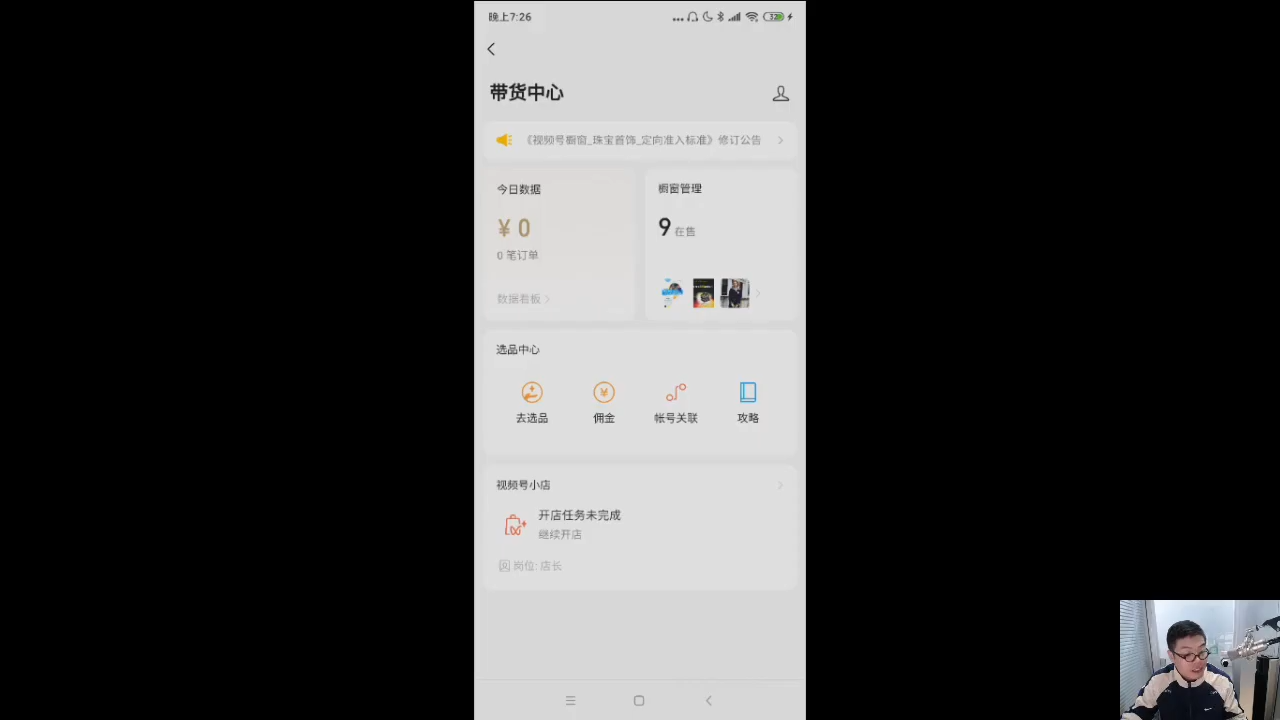 晚上7:26
32
带货中心
《视频号橱窗_珠宝首饰_定向准入标准》修订公告
今日数据
¥ 0
0 笔订单
数据看板
橱窗管理
9 在售
选品中心
去选品
佣金
帐号关联
攻略
视频号小店
开店任务未完成
继续开店
岗位: 店长